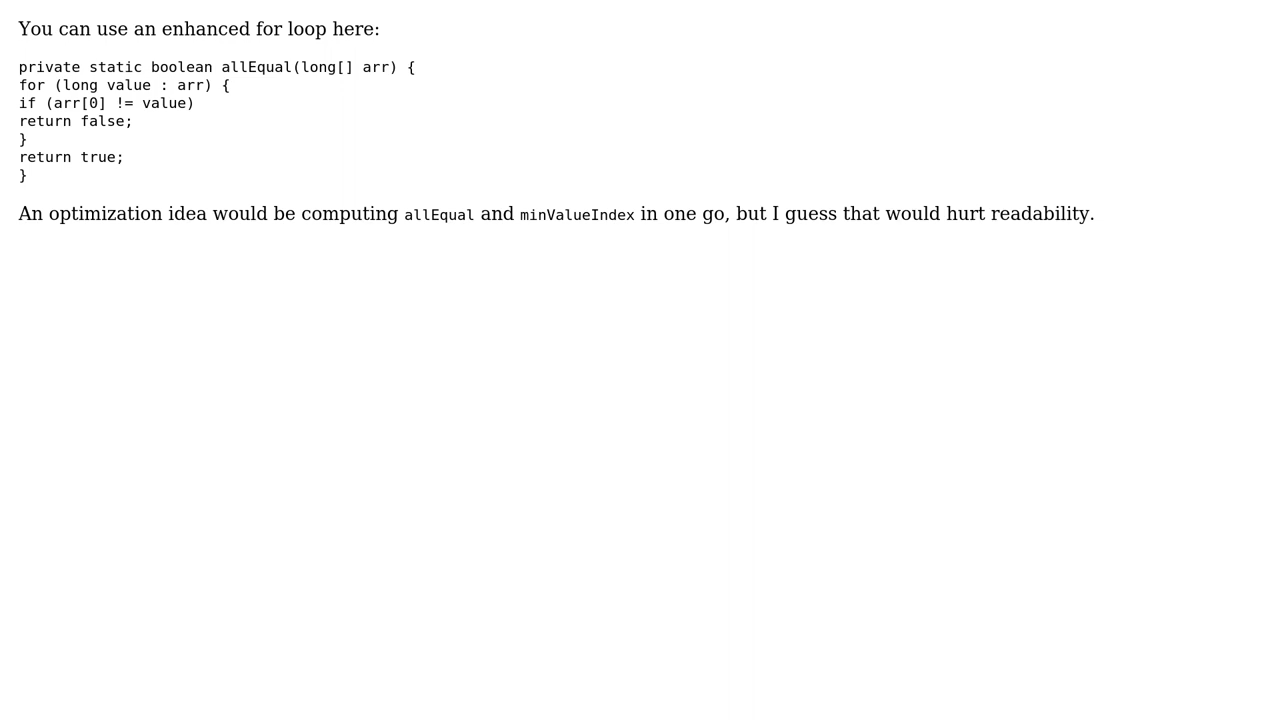 You can use an enhanced for loop here:
private static boolean allEqual(long[] arr) {
for (long value : arr) {
if (arr[0] != value)
return false;
}
return true;
}
An optimization idea would be computing allEqual and minValueIndex in one go, but I guess that would hurt readability.